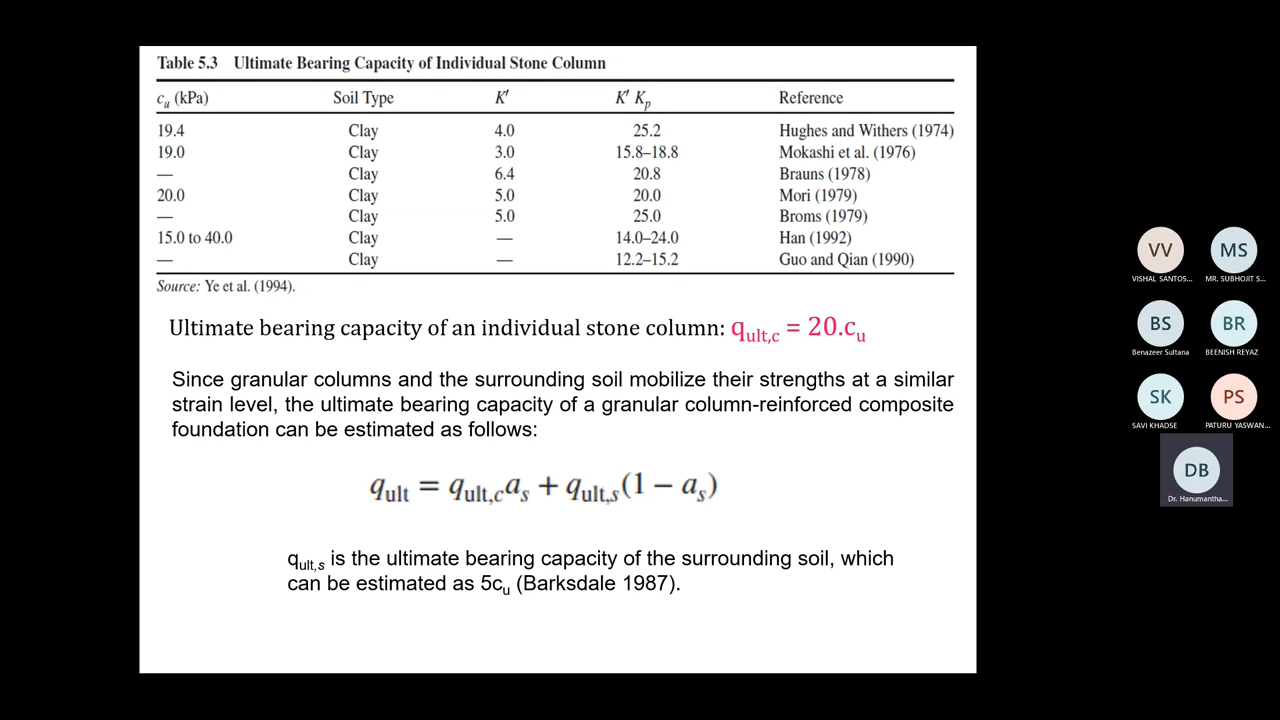 Table 5.3 Ultimate Bearing Capacity of Individual Stone Column
cu (kPa) Soil Type K′ K′ Kp Reference
19.4 Clay 4.0 25.2 Hughes and Withers (1974)
19.0 Clay 3.0 15.8–18.8 Mokashi et al. (1976)
— Clay 6.4 20.8 Brauns (1978)
20.0 Clay 5.0 20.0 Mori (1979)
— Clay 5.0 25.0 Broms (1979)
15.0 to 40.0 Clay — 14.0–24.0 Han (1992)
— Clay — 12.2–15.2 Guo and Qian (1990)
Source: Ye et al. (1994).
Ultimate bearing capacity of an individual stone column: qult,c = 20.cu
Since granular columns and the surrounding soil mobilize their strengths at a similar
strain level, the ultimate bearing capacity of a granular column-reinforced composite
foundation can be estimated as follows:
qult = qult,c as + qult,s (1 − as)
qult,s is the ultimate bearing capacity of the surrounding soil, which
can be estimated as 5cu (Barksdale 1987).
VV MS
VISHAL SANTOS... MR. SUBHOJIT S...
BS BR
Benazeer Sultana BEENISH REYAZ
SK PS
SAVI KHADSE PATURU YASWAN...
DB
Dr. Hanumantha...